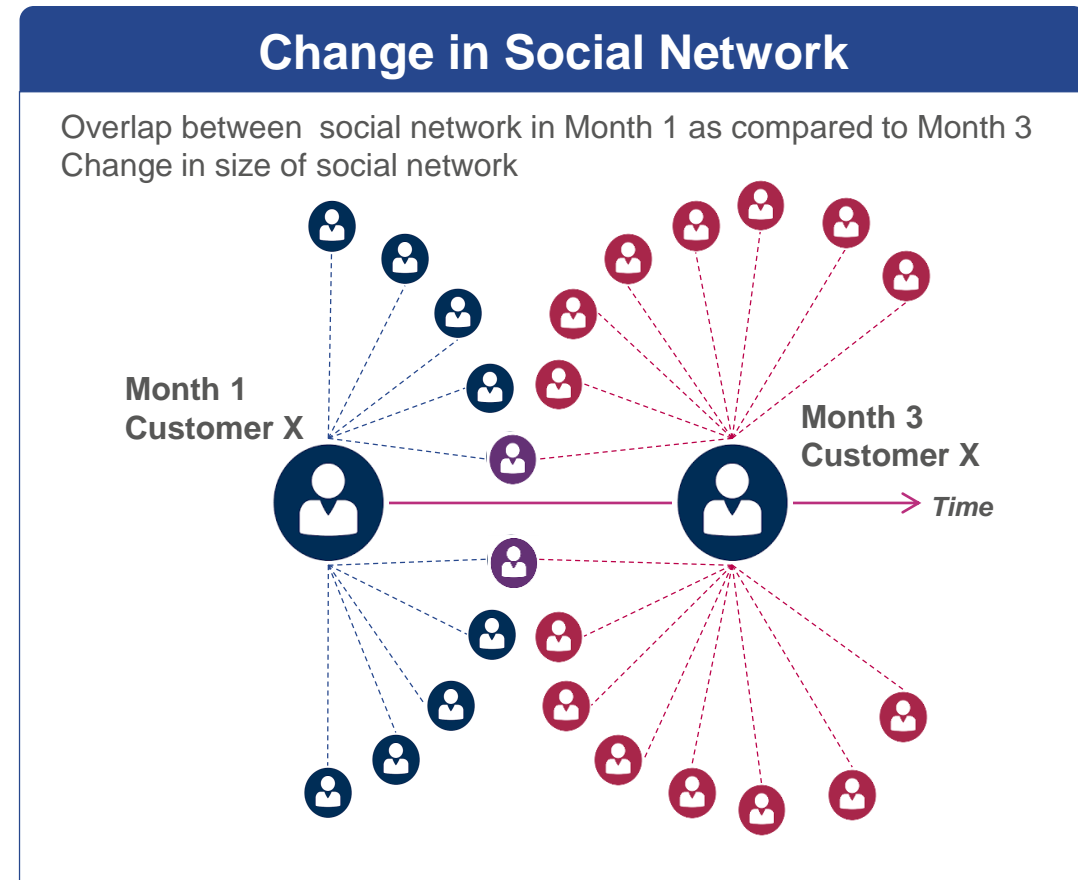 Change in Social Network
Overlap between  social network in Month 1 as compared to Month 3
Change in size of social network
Month 1
Customer X
Month 3
Customer X
Time